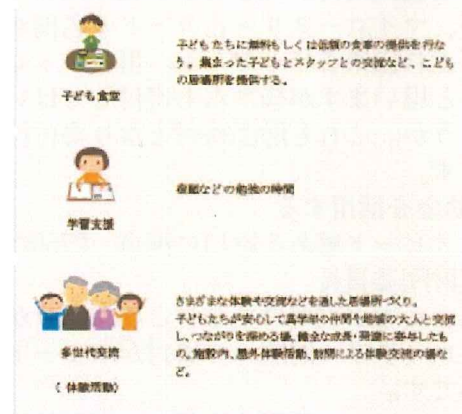 子どもたちに無料もしくは低額の食事の提供を行な
う。集まった子どもとスタッフとの交流など、こども
の居場所を提供する。
子ども食堂
宿題などの勉強の時間
学習支援
さまざまな体験や交流などを通した居場所づくり。
子どもたちが安心して異学年の仲間や地域の大人と交流
し、つながりを深める場。健全な成長・発達に寄与したも
の。施設内、屋外体験活動、訪問による体験交流の場な
ど。
多世代交流
(体験活動)